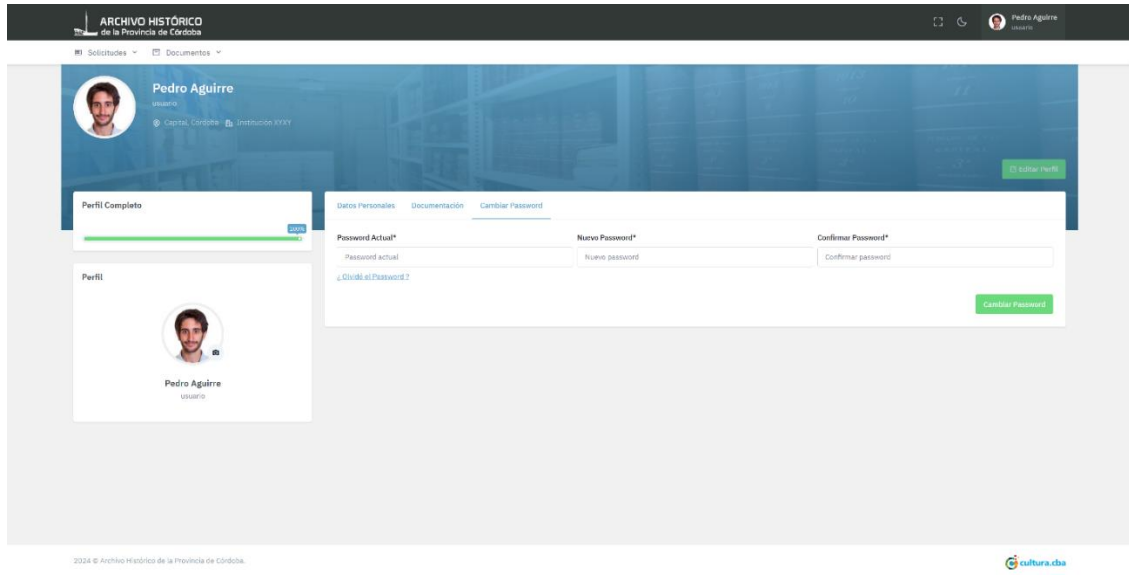 ARCHIVO HISTÓRICO
de la Provincia de Córdoba
Pedro Aguirre
usuario
Solicitudes
Documentos
Pedro Aguirre
usuario
Capital, Córdoba
Institución XYXY
Editar Perfil
Perfil Completo
100%
Datos Personales
Documentación
Cambiar Password
Password Actual*
Nuevo Password*
Confirmar Password*
Password actual
Nuevo password
Confirmar password
¿ Olvidó el Password ?
Cambiar Password
Perfil
Pedro Aguirre
usuario
2024 © Archivo Histórico de la Provincia de Córdoba.
cultura.cba